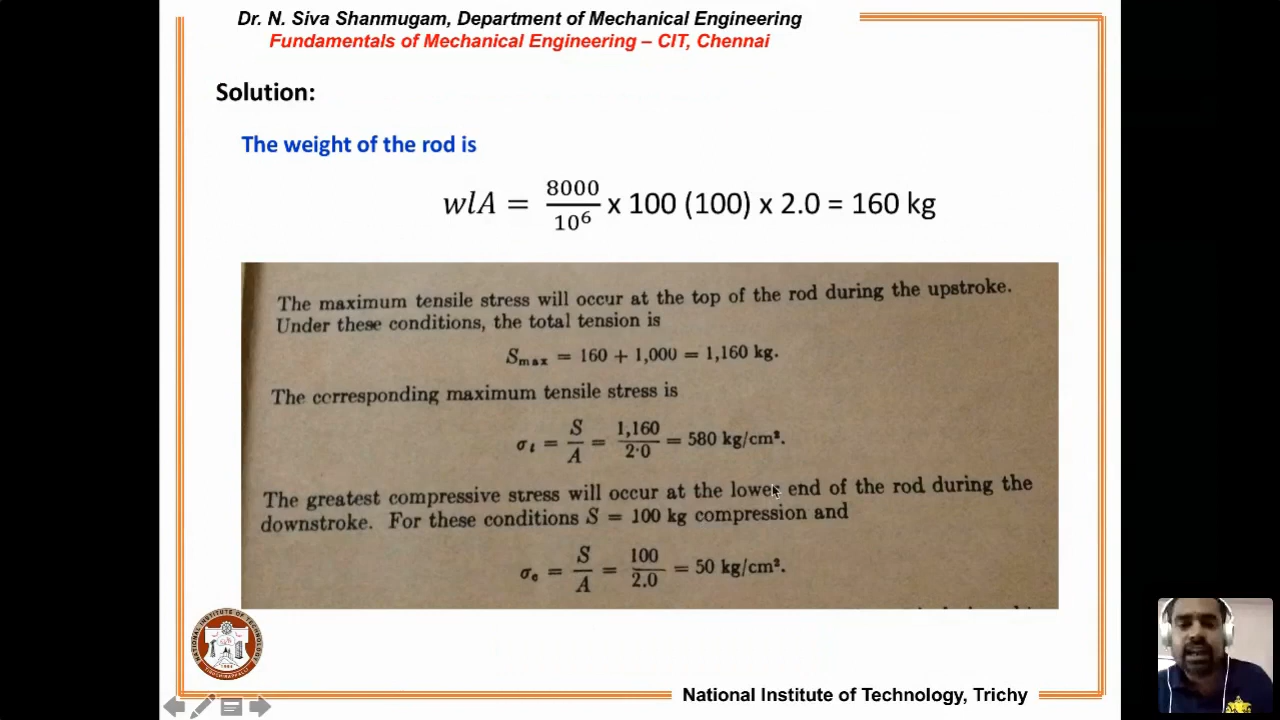 Dr. N. Siva Shanmugam, Department of Mechanical Engineering
Fundamentals of Mechanical Engineering – CIT, Chennai
Solution:
The weight of the rod is
wlA = 8000/10⁶ x 100 (100) x 2.0 = 160 kg
The maximum tensile stress will occur at the top of the rod during the upstroke.
Under these conditions, the total tension is
Smax = 160 + 1,000 = 1,160 kg.
The corresponding maximum tensile stress is
σt = S/A = 1,160/2·0 = 580 kg/cm².
The greatest compressive stress will occur at the lower end of the rod during the
downstroke. For these conditions S = 100 kg compression and
σc = S/A = 100/2.0 = 50 kg/cm².
National Institute of Technology, Trichy